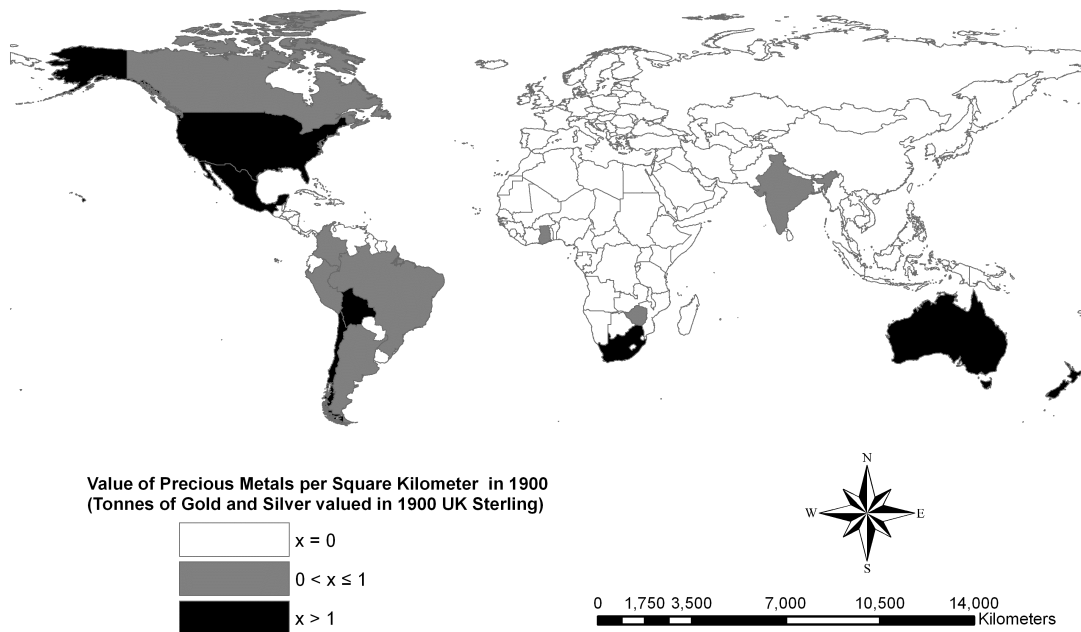 Value of Precious Metals per Square Kilometer in 1900
(Tonnes of Gold and Silver valued in 1900 UK Sterling)
x = 0
0 < x ≤ 1
x > 1
N
W E
S
0 1,750 3,500 7,000 10,500 14,000
Kilometers